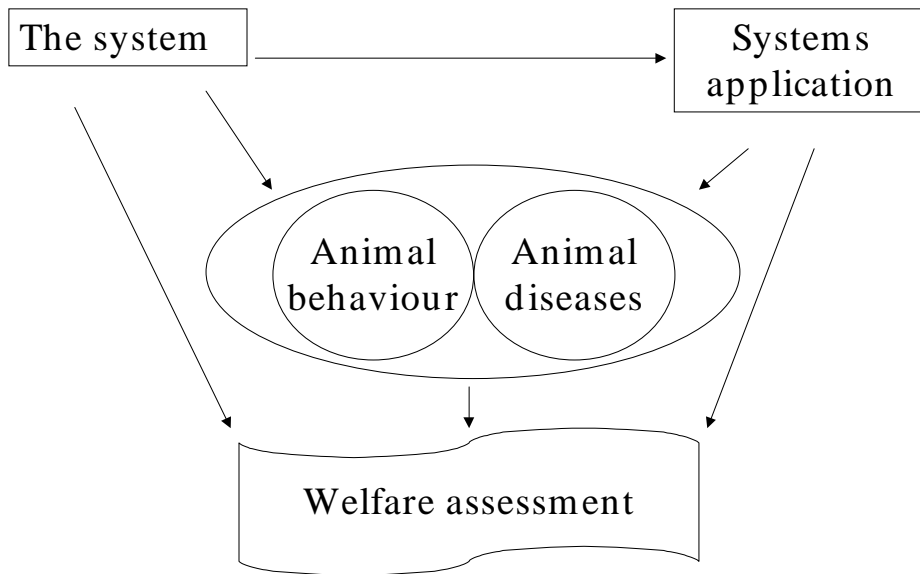 The system
Systems
application
Animal
behaviour
Animal
diseases
Welfare assessment